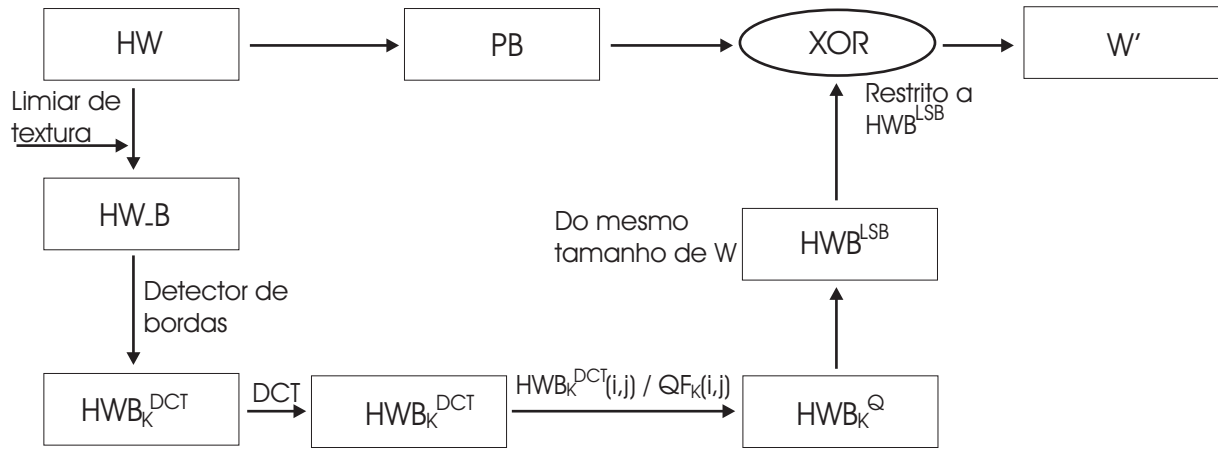 HW
PB
XOR
W'
Limiar de
textura
Restrito a
HWB^LSB
HW_B
Do mesmo
tamanho de W
HWB^LSB
Detector de
bordas
HWB_K^DCT
DCT
HWB_K^DCT
HWB_K^DCT(i,j) / QF_K(i,j)
HWB_K^Q